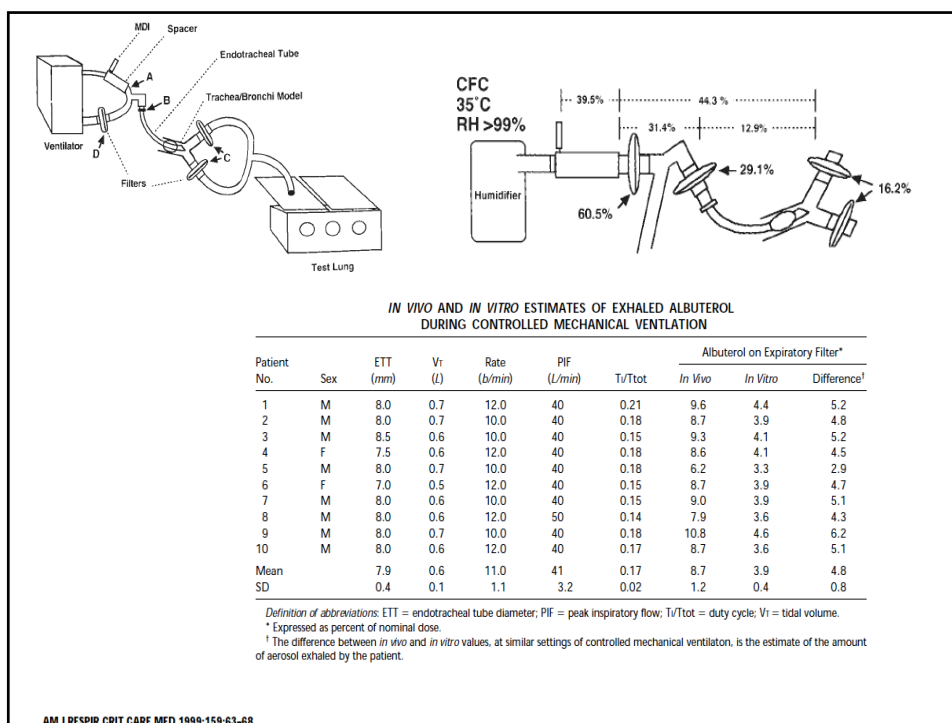 MDI
Spacer
Endotracheal Tube
A
B
Trachea/Bronchi Model
C
Ventilator
D
Filters
Test Lung
CFC
35°C
RH >99%
39.5%
44.3 %
31.4%
12.9%
29.1%
16.2%
Humidifier
60.5%
IN VIVO AND IN VITRO ESTIMATES OF EXHALED ALBUTEROL
DURING CONTROLLED MECHANICAL VENTLATION
Albuterol on Expiratory Filter*
Patient No. Sex ETT (mm) VT (L) Rate (b/min) PIF (L/min) TI/Ttot In Vivo In Vitro Difference†
1 M 8.0 0.7 12.0 40 0.21 9.6 4.4 5.2
2 M 8.0 0.7 10.0 40 0.18 8.7 3.9 4.8
3 M 8.5 0.6 10.0 40 0.15 9.3 4.1 5.2
4 F 7.5 0.6 12.0 40 0.18 8.6 4.1 4.5
5 M 8.0 0.7 10.0 40 0.18 6.2 3.3 2.9
6 F 7.0 0.5 12.0 40 0.15 8.7 3.9 4.7
7 M 8.0 0.6 10.0 40 0.15 9.0 3.9 5.1
8 M 8.0 0.6 12.0 50 0.14 7.9 3.6 4.3
9 M 8.0 0.7 10.0 40 0.18 10.8 4.6 6.2
10 M 8.0 0.6 12.0 40 0.17 8.7 3.6 5.1
Mean 7.9 0.6 11.0 41 0.17 8.7 3.9 4.8
SD 0.4 0.1 1.1 3.2 0.02 1.2 0.4 0.8
Definition of abbreviations: ETT = endotracheal tube diameter; PIF = peak inspiratory flow; TI/Ttot = duty cycle; VT = tidal volume.
* Expressed as percent of nominal dose.
† The difference between in vivo and in vitro values, at similar settings of controlled mechanical ventilaton, is the estimate of the amount
of aerosol exhaled by the patient.
AM J RESPIR CRIT CARE MED 1999;159:63–68